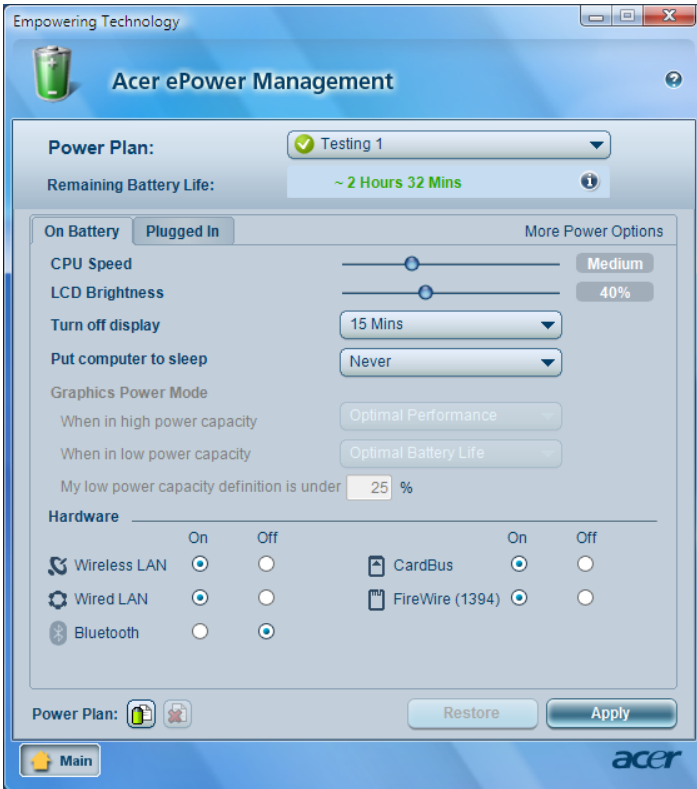 Empowering Technology
Acer ePower Management
Power Plan: Testing 1
Remaining Battery Life: ~ 2 Hours 32 Mins
On Battery Plugged In More Power Options
CPU Speed Medium
LCD Brightness 40%
Turn off display 15 Mins
Put computer to sleep Never
Graphics Power Mode
When in high power capacity Optimal Performance
When in low power capacity Optimal Battery Life
My low power capacity definition is under 25 %
Hardware
On Off On Off
Wireless LAN CardBus
Wired LAN FireWire (1394)
Bluetooth
Power Plan: Restore Apply
Main acer